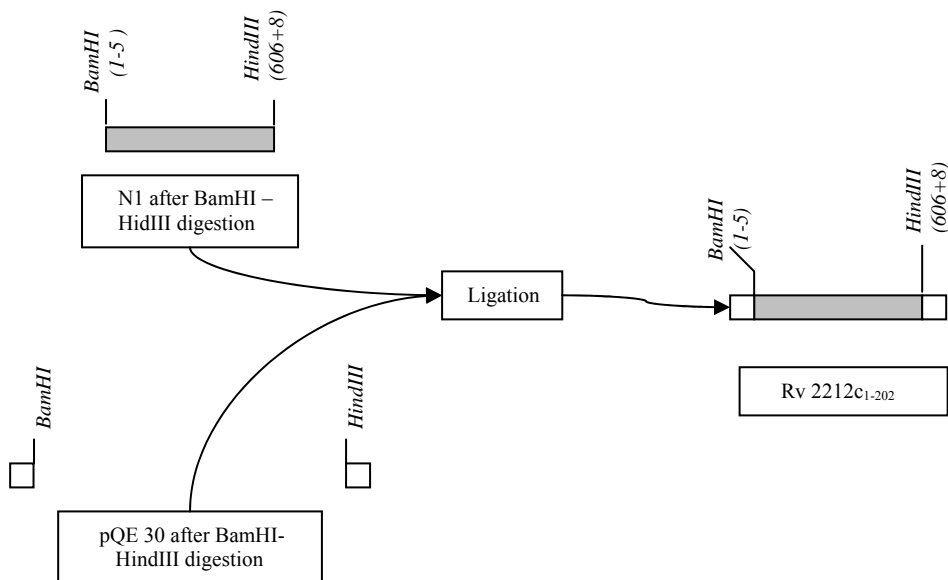 BamHI
(1-5 )
HindIII
(606+8)
N1 after BamHI –
HidIII digestion
BamHI
(1-5)
HindIII
(606+8)
Ligation
Rv 2212c₁₋₂₀₂
BamHI
HindIII
pQE 30 after BamHI-
HindIII digestion